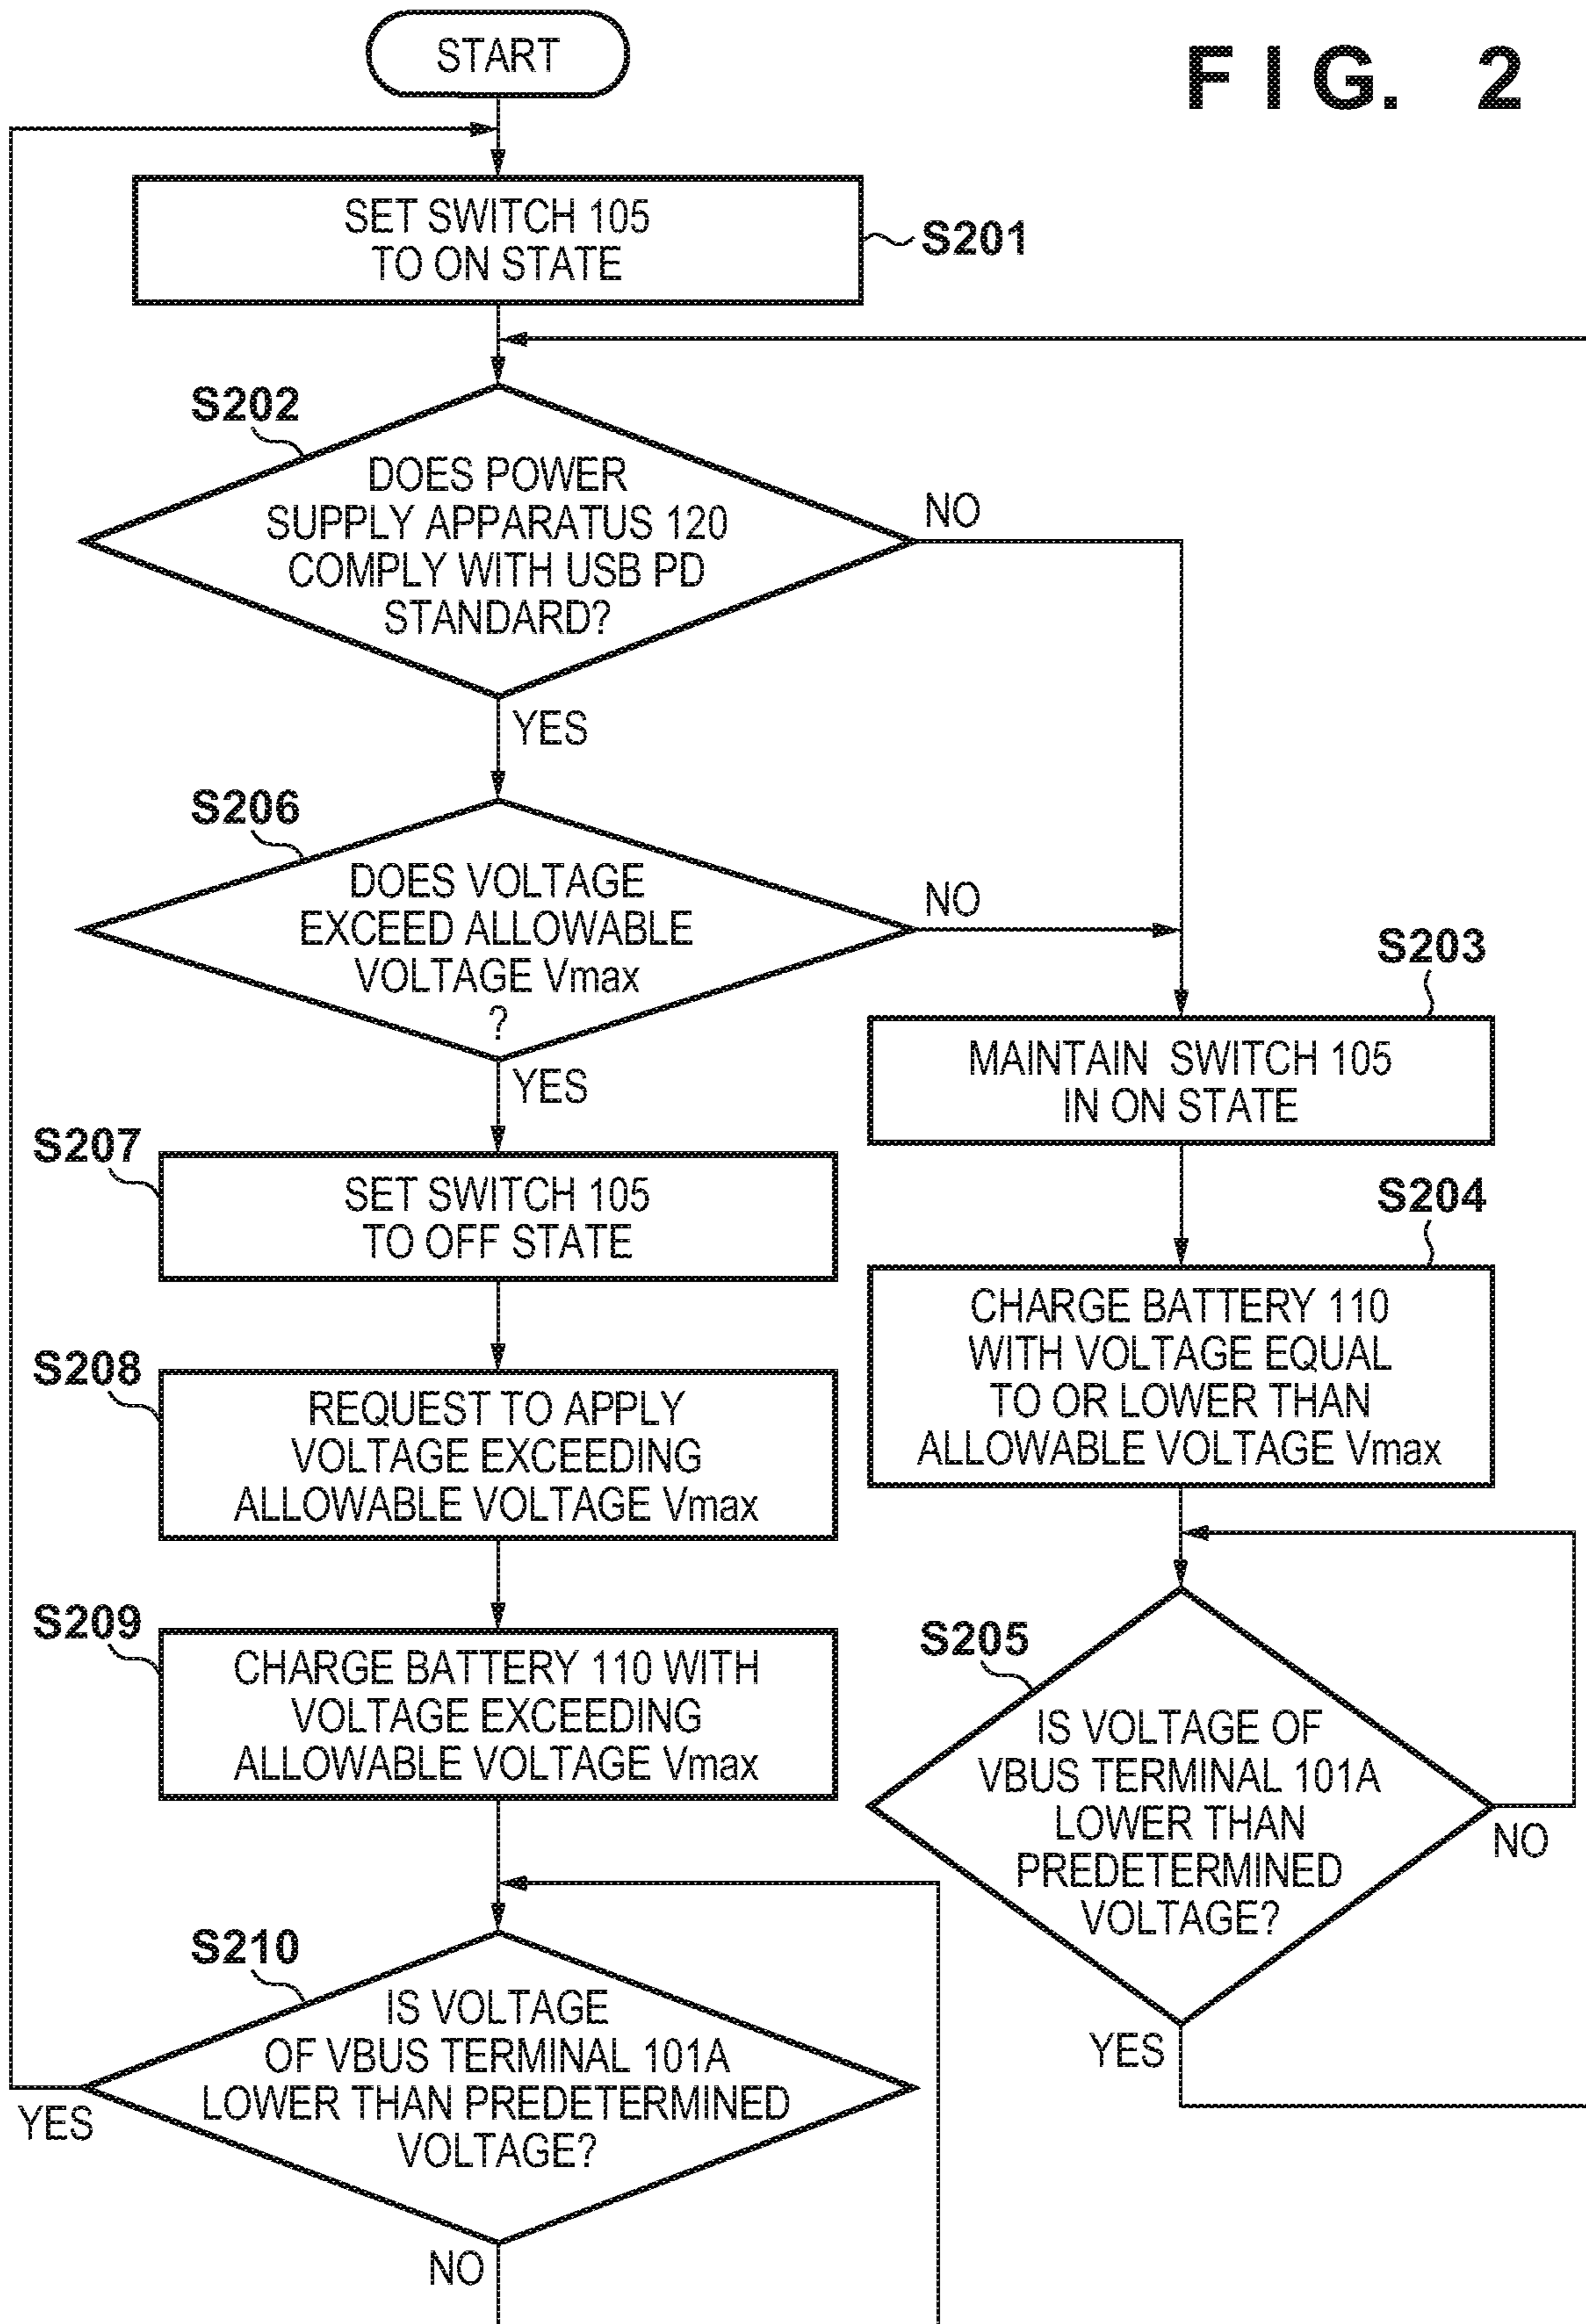 FIG. 2
START
SET SWITCH 105
TO ON STATE
S201
S202
DOES POWER
SUPPLY APPARATUS 120
COMPLY WITH USB PD
STANDARD?
NO
YES
S206
DOES VOLTAGE
EXCEED ALLOWABLE
VOLTAGE Vmax
?
NO
YES
S203
MAINTAIN SWITCH 105
IN ON STATE
S207
SET SWITCH 105
TO OFF STATE
S204
CHARGE BATTERY 110
WITH VOLTAGE EQUAL
TO OR LOWER THAN
ALLOWABLE VOLTAGE Vmax
S208
REQUEST TO APPLY
VOLTAGE EXCEEDING
ALLOWABLE VOLTAGE Vmax
S209
CHARGE BATTERY 110 WITH
VOLTAGE EXCEEDING
ALLOWABLE VOLTAGE Vmax
S205
IS VOLTAGE OF
VBUS TERMINAL 101A
LOWER THAN
PREDETERMINED
VOLTAGE?
NO
YES
S210
IS VOLTAGE
OF VBUS TERMINAL 101A
LOWER THAN PREDETERMINED
VOLTAGE?
YES
NO